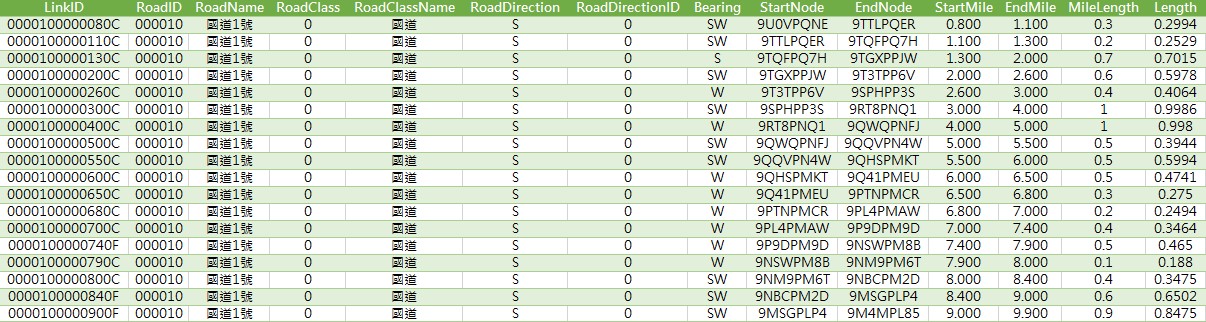 LinkID RoadID RoadName RoadClass RoadClassName RoadDirection RoadDirectionID Bearing StartNode EndNode StartMile EndMile MileLength Length
0000100000080C 000010 國道1號 0 國道 S 0 SW 9U0VPQNE 9TTLPQER 0.800 1.100 0.3 0.2994
0000100000110C 000010 國道1號 0 國道 S 0 SW 9TTLPQER 9TQFPQ7H 1.100 1.300 0.2 0.2529
0000100000130C 000010 國道1號 0 國道 S 0 S 9TQFPQ7H 9TGXPPJW 1.300 2.000 0.7 0.7015
0000100000200C 000010 國道1號 0 國道 S 0 SW 9TGXPPJW 9T3TPP6V 2.000 2.600 0.6 0.5978
0000100000260C 000010 國道1號 0 國道 S 0 W 9T3TPP6V 9SPHPP3S 2.600 3.000 0.4 0.4064
0000100000300C 000010 國道1號 0 國道 S 0 SW 9SPHPP3S 9RT8PNQ1 3.000 4.000 1 0.9986
0000100000400C 000010 國道1號 0 國道 S 0 W 9RT8PNQ1 9QWQPNFJ 4.000 5.000 1 0.998
0000100000500C 000010 國道1號 0 國道 S 0 SW 9QWQPNFJ 9QQVPN4W 5.000 5.500 0.5 0.3944
0000100000550C 000010 國道1號 0 國道 S 0 SW 9QQVPN4W 9QHSPMKT 5.500 6.000 0.5 0.5994
0000100000600C 000010 國道1號 0 國道 S 0 W 9QHSPMKT 9Q41PMEU 6.000 6.500 0.5 0.4741
0000100000650C 000010 國道1號 0 國道 S 0 W 9Q41PMEU 9PTNPMCR 6.500 6.800 0.3 0.275
0000100000680C 000010 國道1號 0 國道 S 0 W 9PTNPMCR 9PL4PMAW 6.800 7.000 0.2 0.2494
0000100000700C 000010 國道1號 0 國道 S 0 W 9PL4PMAW 9P9DPM9D 7.000 7.400 0.4 0.3464
0000100000740F 000010 國道1號 0 國道 S 0 W 9P9DPM9D 9NSWPM8B 7.400 7.900 0.5 0.465
0000100000790C 000010 國道1號 0 國道 S 0 W 9NSWPM8B 9NM9PM6T 7.900 8.000 0.1 0.188
0000100000800C 000010 國道1號 0 國道 S 0 SW 9NM9PM6T 9NBCPM2D 8.000 8.400 0.4 0.3475
0000100000840F 000010 國道1號 0 國道 S 0 SW 9NBCPM2D 9MSGPLP4 8.400 9.000 0.6 0.6502
0000100000900F 000010 國道1號 0 國道 S 0 SW 9MSGPLP4 9M4MPL85 9.000 9.900 0.9 0.8475